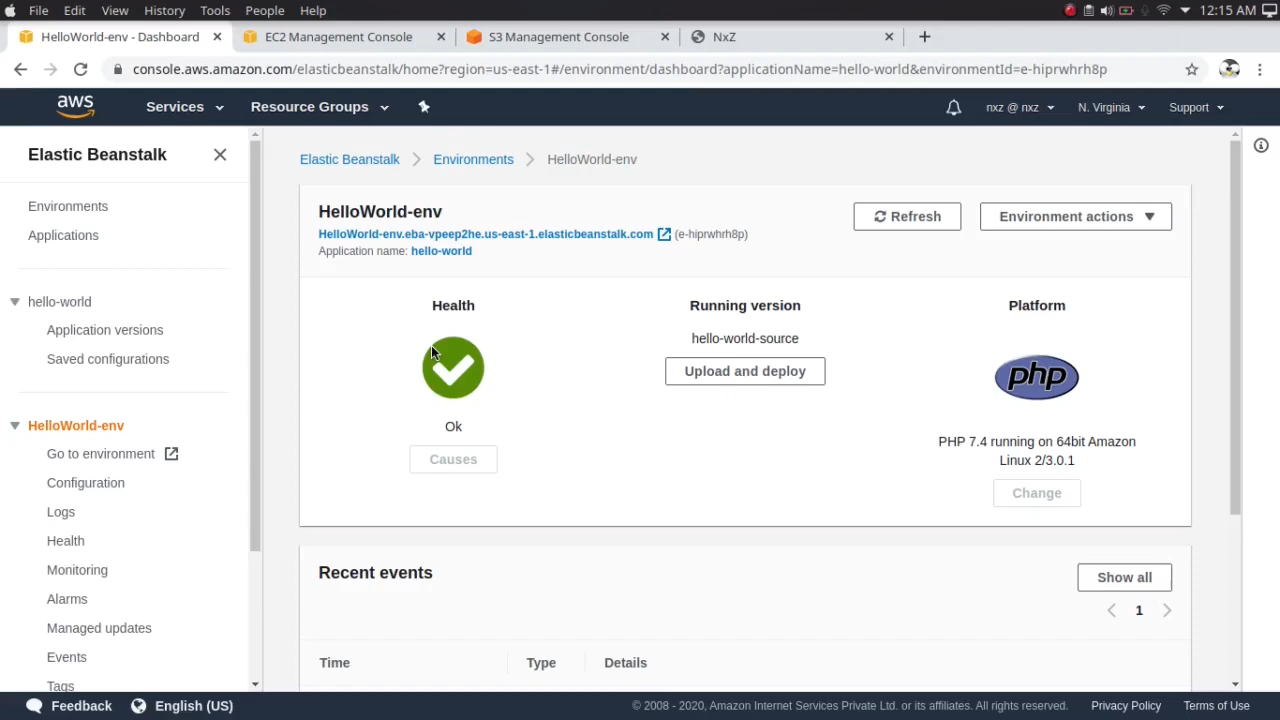 File Edit View History Tools People Help 12:15 AM
HelloWorld-env - Dashboard EC2 Management Console S3 Management Console NxZ
console.aws.amazon.com/elasticbeanstalk/home?region=us-east-1#/environment/dashboard?applicationName=hello-world&environmentId=e-hiprwhrh8p
aws Services Resource Groups nxz @ nxz N. Virginia Support
Elastic Beanstalk
Environments
Applications
hello-world
Application versions
Saved configurations
HelloWorld-env
Go to environment
Configuration
Logs
Health
Monitoring
Alarms
Managed updates
Events
Tags
Elastic Beanstalk Environments HelloWorld-env
HelloWorld-env
Refresh
Environment actions
HelloWorld-env.eba-vpeep2he.us-east-1.elasticbeanstalk.com (e-hiprwhrh8p)
Application name: hello-world
Health
Ok
Causes
Running version
hello-world-source
Upload and deploy
Platform
php
PHP 7.4 running on 64bit Amazon
Linux 2/3.0.1
Change
Recent events
Show all
1
Time Type Details
Feedback English (US) © 2008 - 2020, Amazon Internet Services Private Ltd. or its affiliates. All rights reserved. Privacy Policy Terms of Use